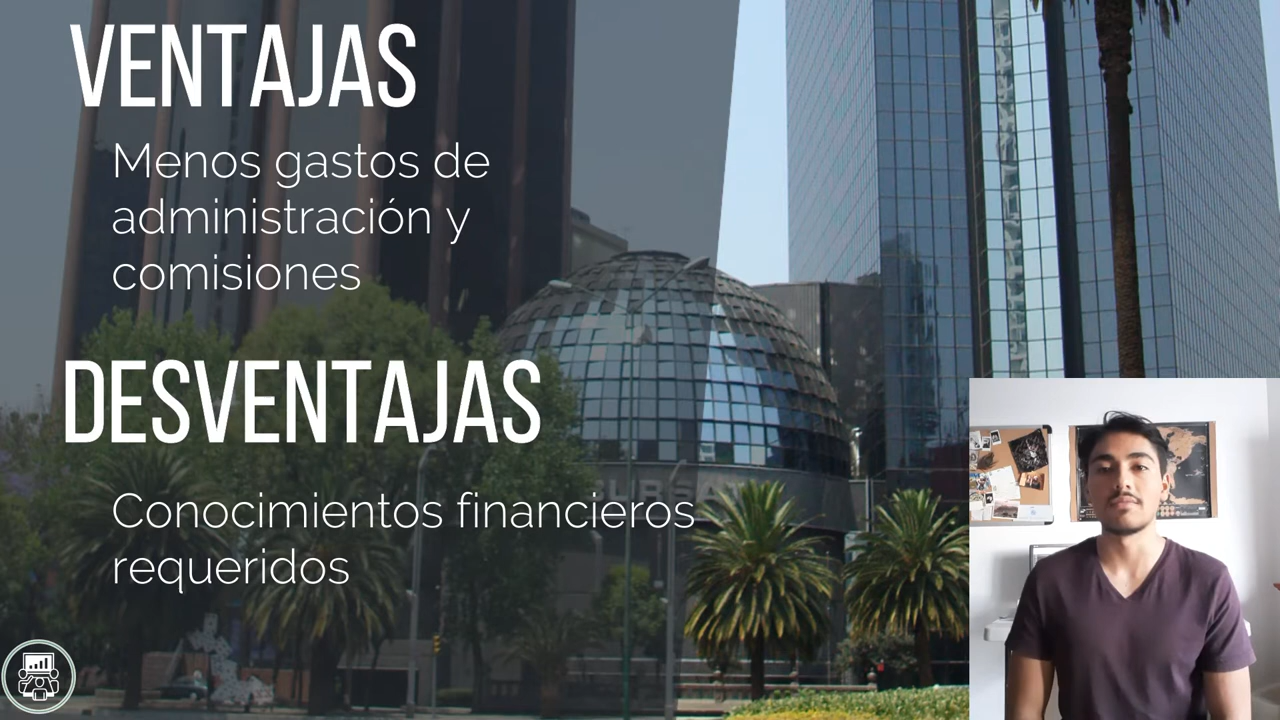 VENTAJAS
Menos gastos de
administración y
comisiones
DESVENTAJAS
Conocimientos financieros
requeridos